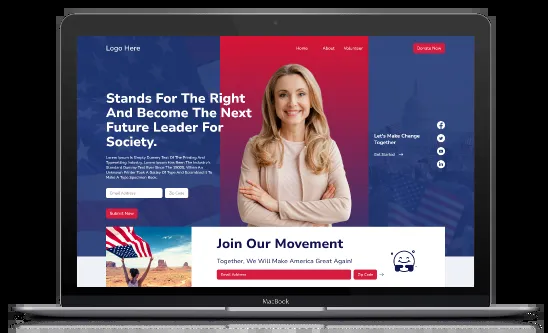 Logo Here
Home About Volunteer
Donate Now
Stands For The Right
And Become The Next
Future Leader For
Society.
Lorem Ipsum Is Simply Dummy Text Of The Printing And
Typesetting Industry. Lorem Ipsum Has Been The Industry's
Standard Dummy Text Ever Since The 1500s, When An
Unknown Printer Took A Galley Of Type And Scrambled It To
Make A Type Specimen Book.
Email Address
Zip Code
Submit Now
Let's Make Change
Together
Get Started
Join Our Movement
Together, We Will Make America Great Again!
Email Address
Zip Code
MacBook